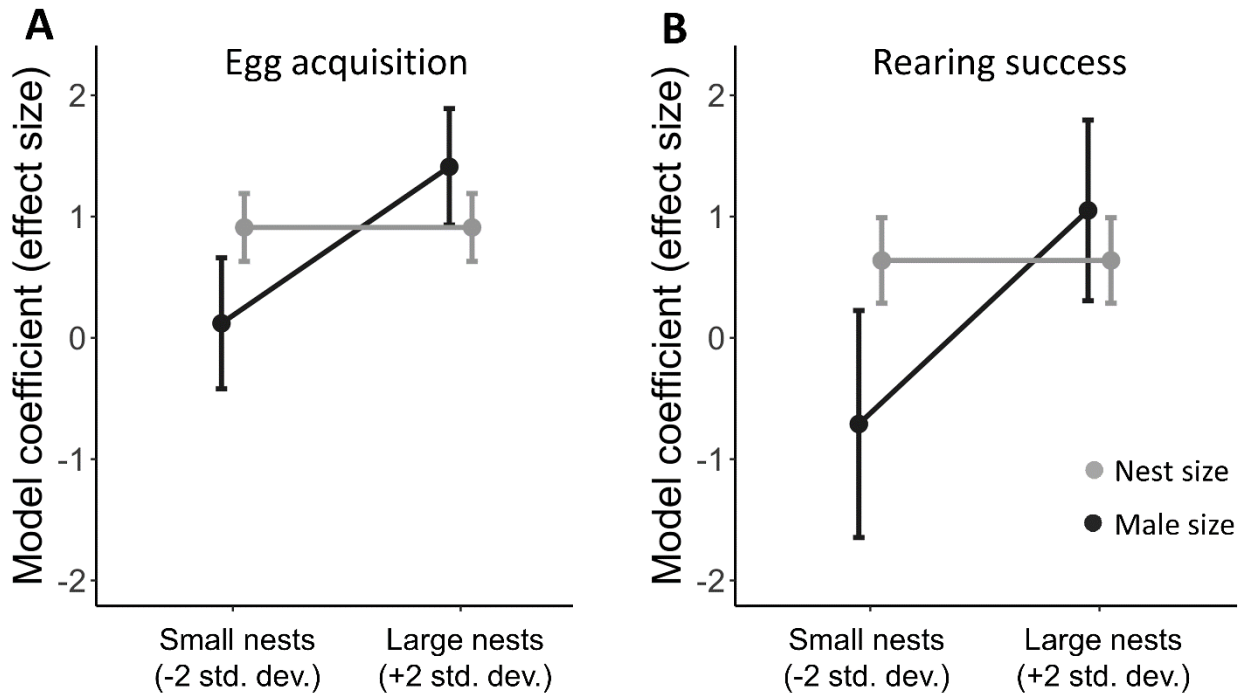 A
Egg acquisition
Model coefficient (effect size)
2
1
0
-1
-2
Small nests
(-2 std. dev.)
Large nests
(+2 std. dev.)
B
Rearing success
Model coefficient (effect size)
2
1
0
-1
-2
Nest size
Male size
Small nests
(-2 std. dev.)
Large nests
(+2 std. dev.)